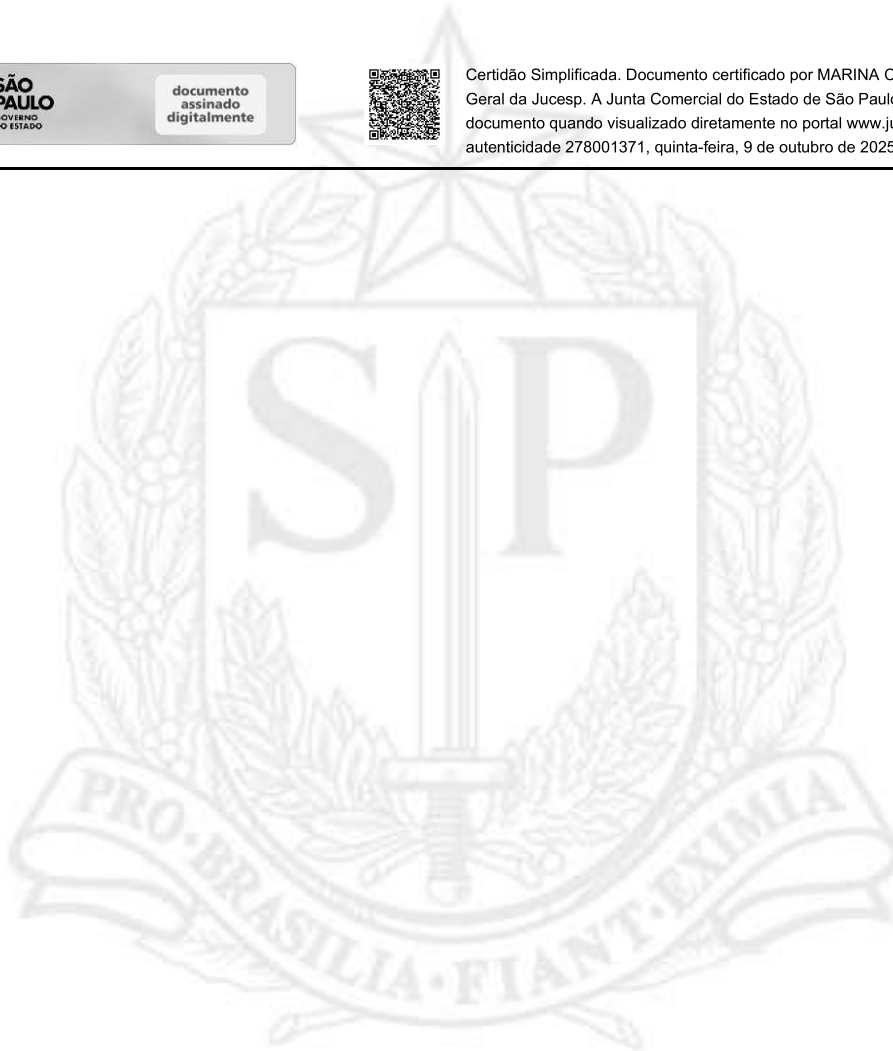 SÃO
PAULO
GOVERNO
DO ESTADO
documento
assinado
digitalmente
Certidão Simplificada. Documento certificado por MARINA C
Geral da Jucesp. A Junta Comercial do Estado de São Paulo
documento quando visualizado diretamente no portal www.ju
autenticidade 278001371, quinta-feira, 9 de outubro de 2025
S P
PRO·BRASILIA·FIANT·EXIMIA